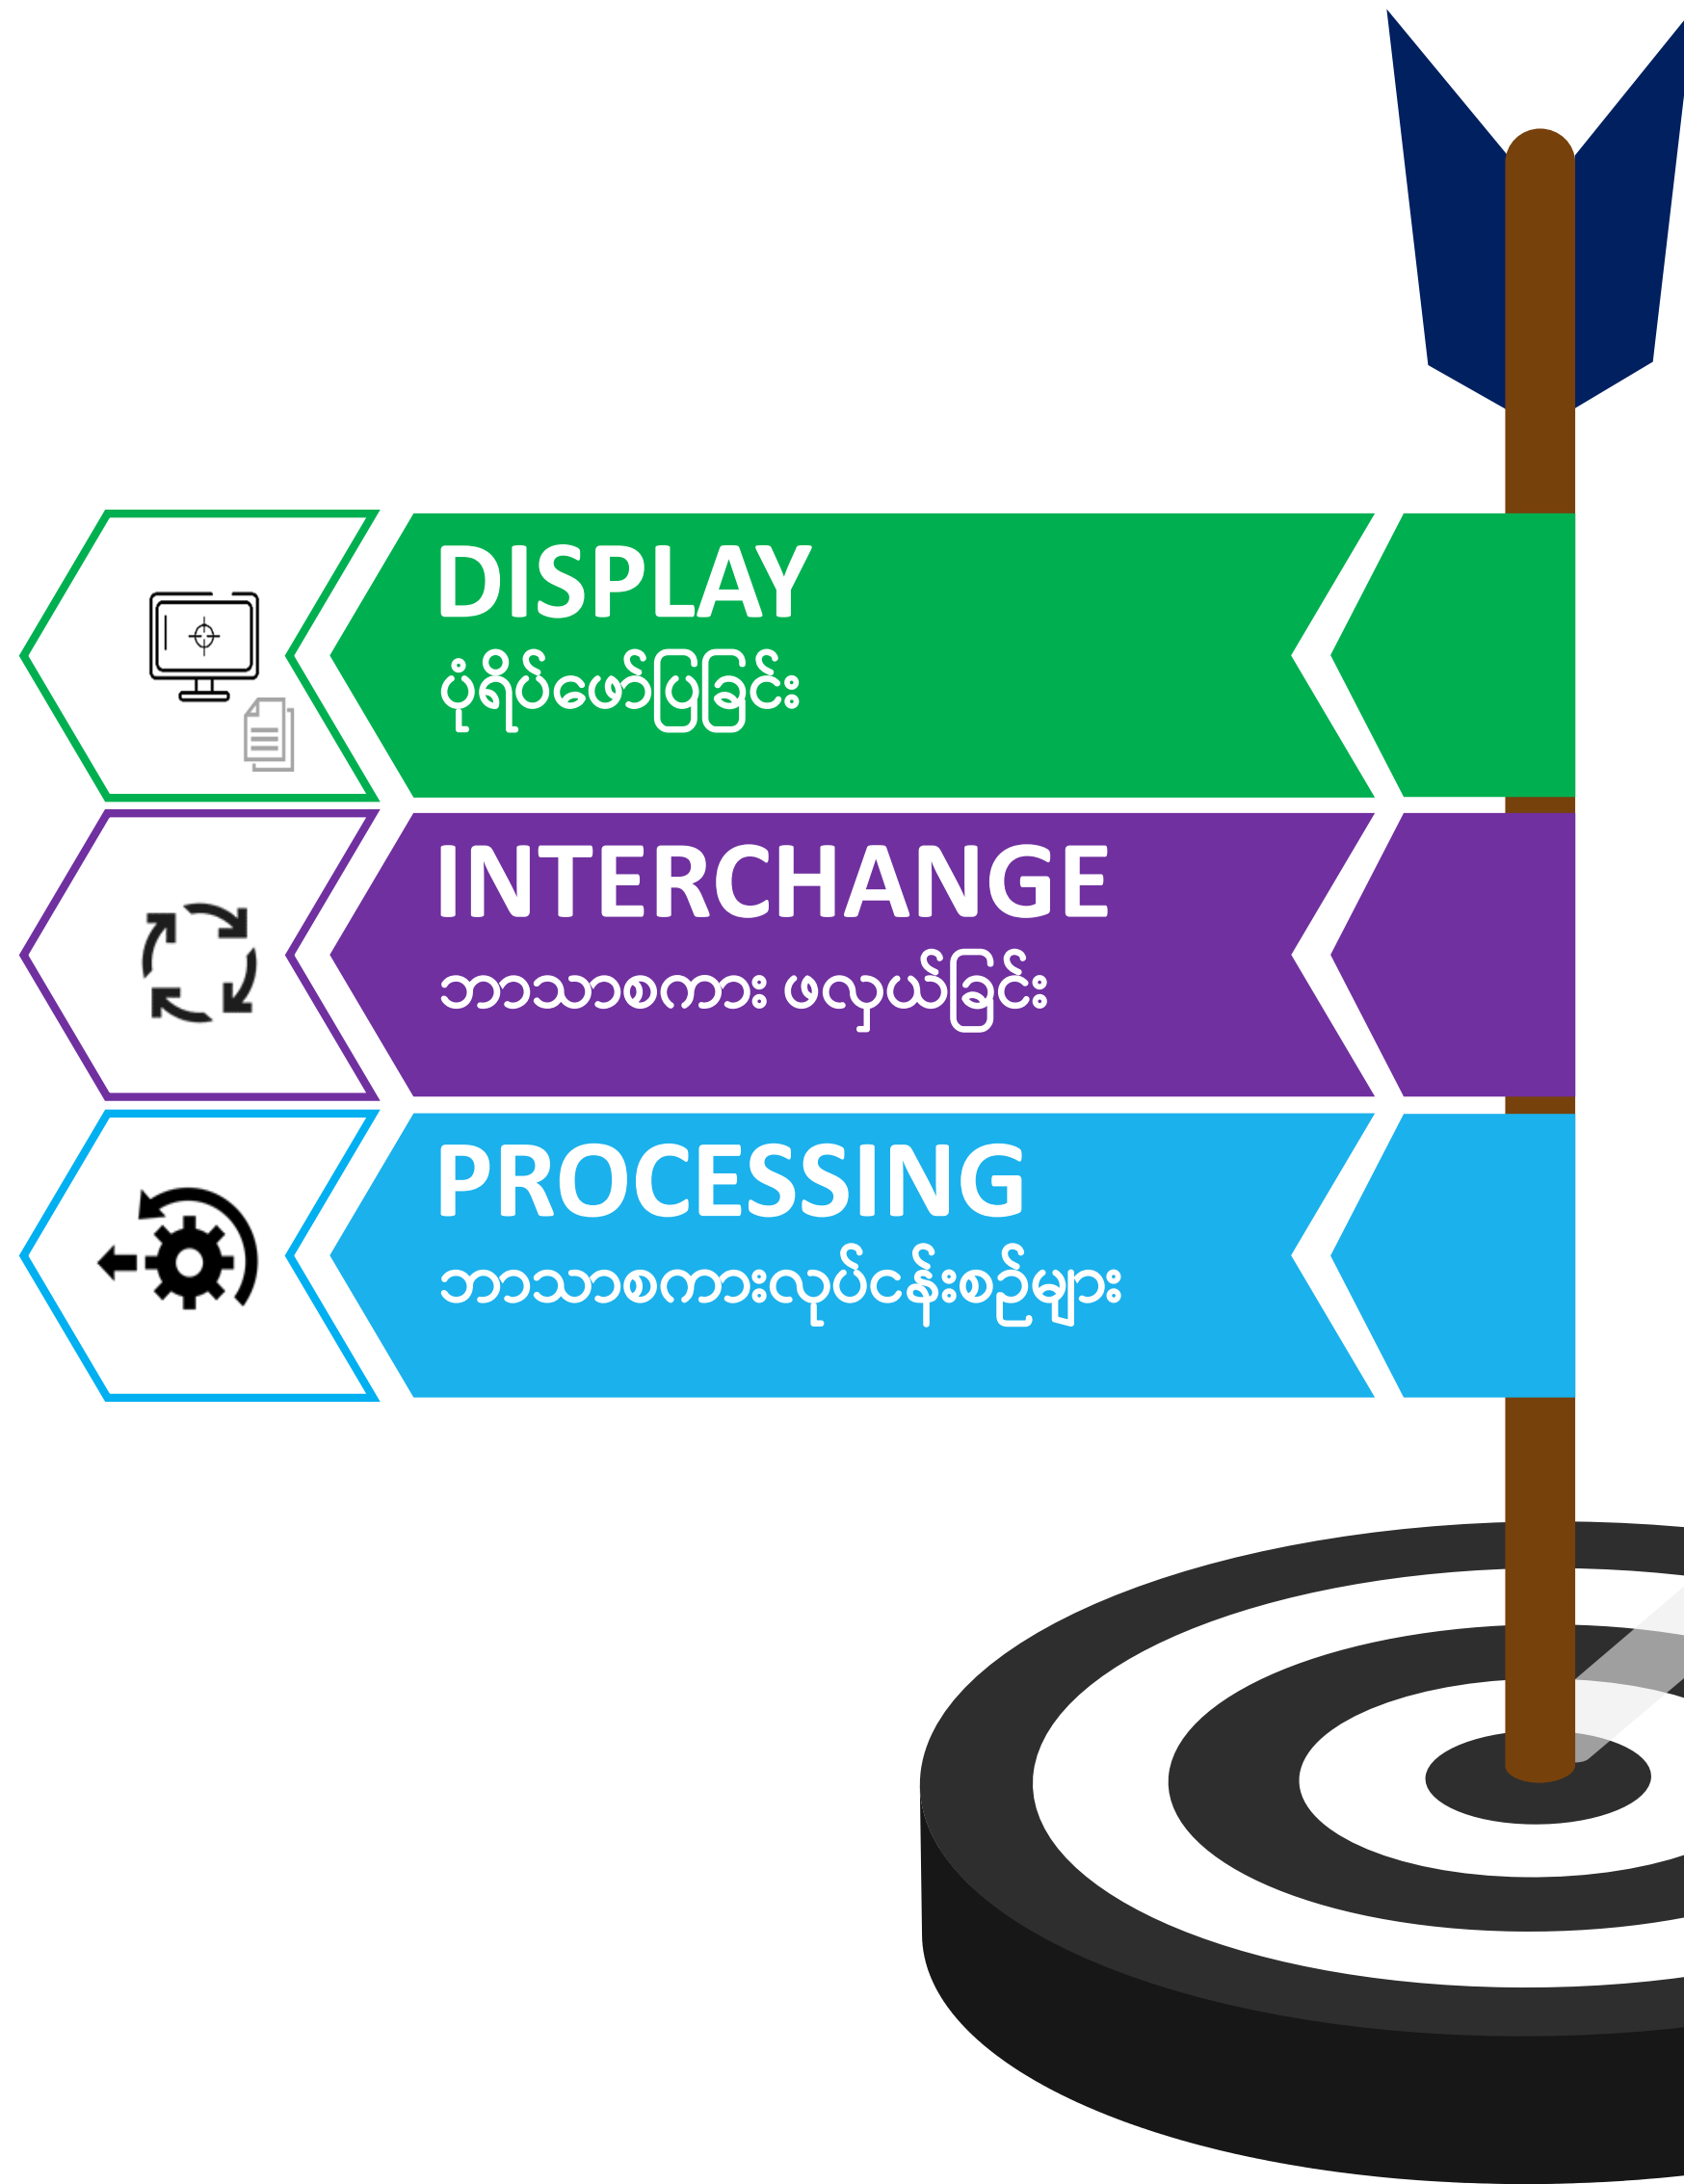 DISPLAY
ပုံရိပ်ဖော်ပြခြင်း
INTERCHANGE
ဘာသာစကား ဖလှယ်ခြင်း
PROCESSING
ဘာသာစကားလုပ်ငန်းစဉ်များ